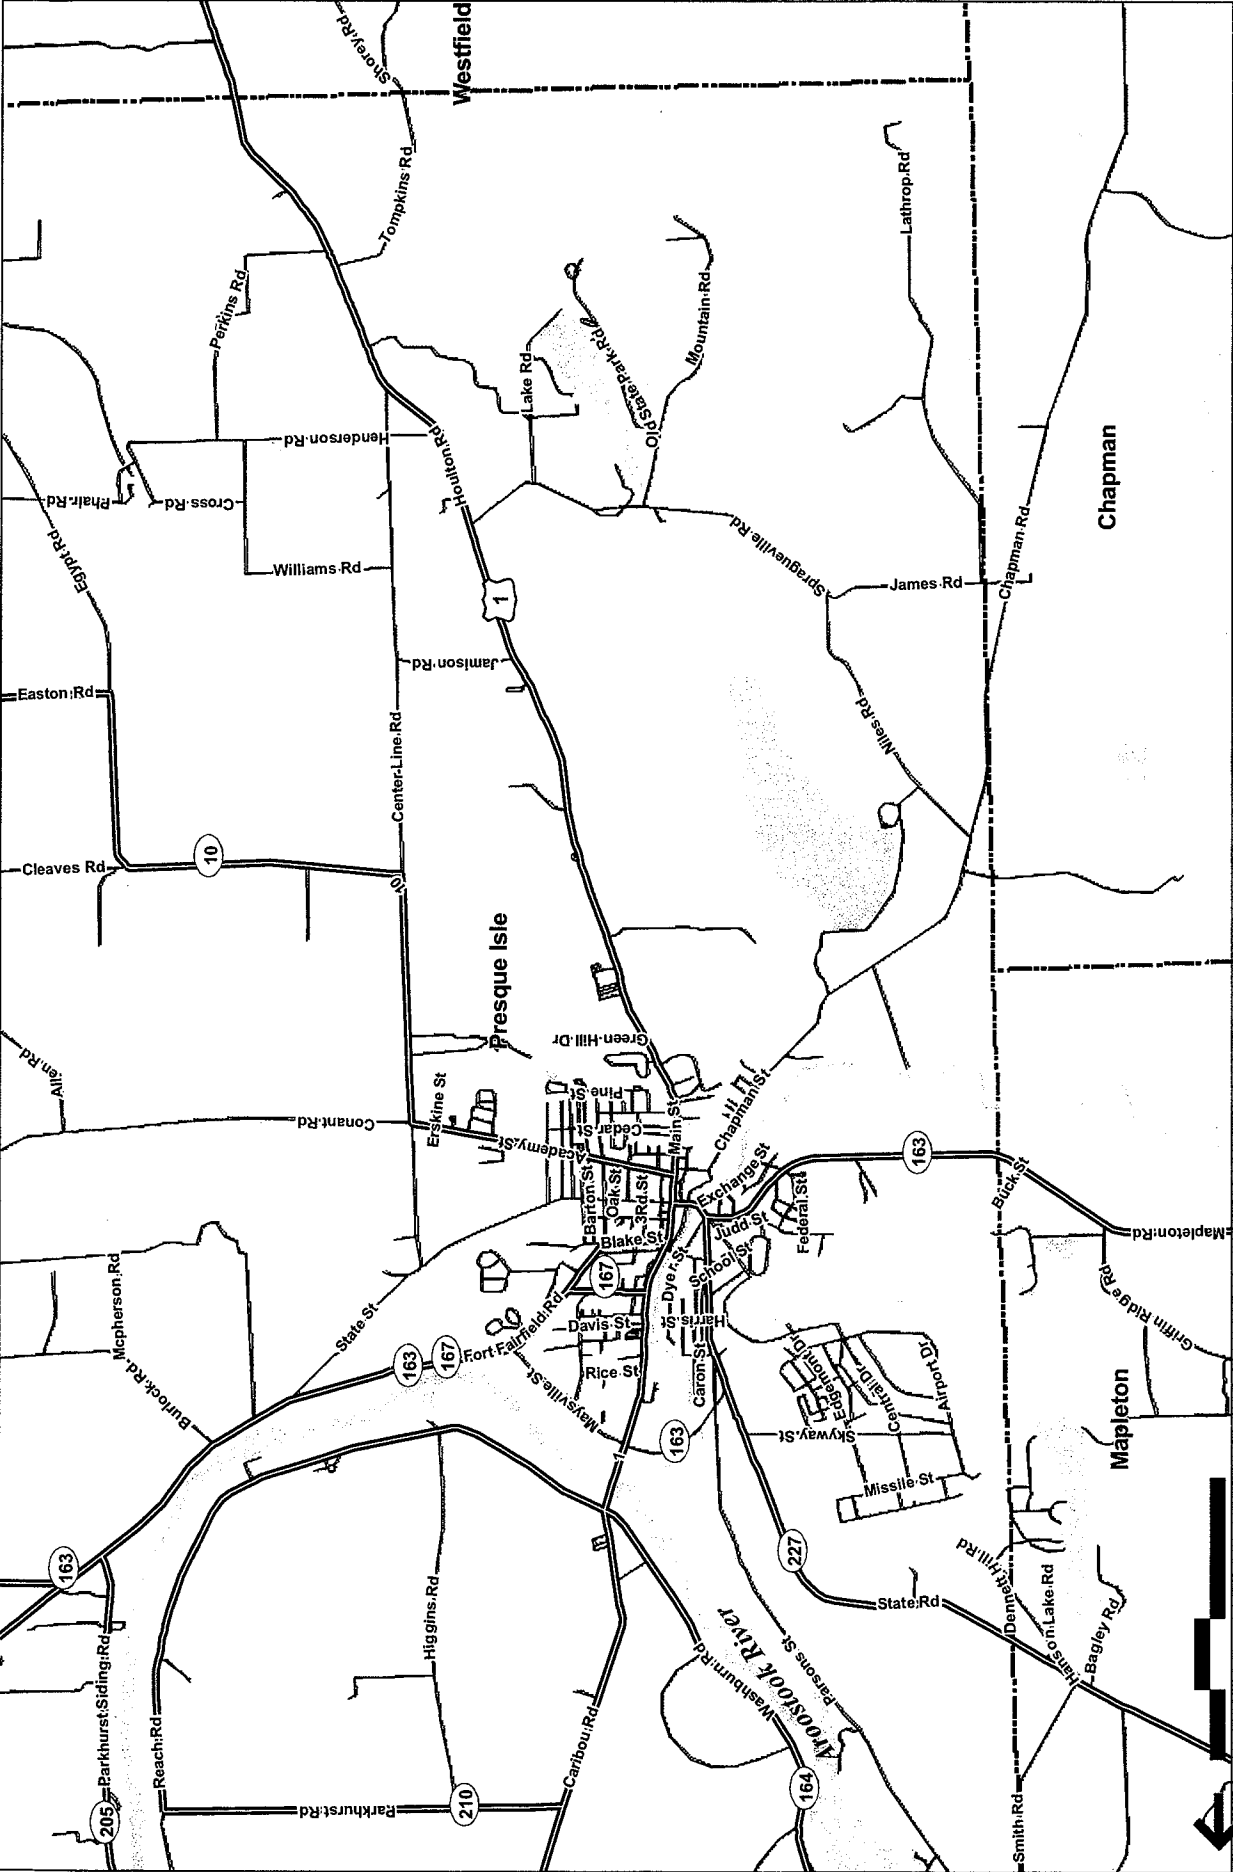 Westfield
Shorey Rd
Tompkins Rd
Lathrop Rd
Perkins Rd
Mountain Rd
Old State Park Rd
Lake Rd
Henderson Rd
Houlton Rd
Phair Rd
Cross Rd
Egypt Rd
Williams Rd
Spragueville Rd
James Rd
Chapman Rd
Chapman
1
Jamison Rd
Easton Rd
Center Line Rd
Niles Rd
Cleaves Rd
10
10
Presque Isle
Allen Rd
Green Hill Dr
Conant Rd
Erskine St
Pine St
Cedar St
Main St
Chapman St
Academy St
Barton St
Oak St
3Rd St
Exchange St
163
Buck St
Mapleton Rd
Blake St
Judd St
Federal St
Mcpherson Rd
State St
167
Dyer St
School St
Griffin Ridge Rd
Fort Fairfield Rd
Davis St
Harris St
163
167
Burlock Rd
Maysville St
Rice St
Caron St
Edgemont Dr
Central Dr
Airport Dr
Mapleton
Skyway St
163
1
Missile St
163
227
Dennett Hill Rd
Hanson Lake Rd
State Rd
Bagley Rd
Higgins Rd
Parkhurst Siding Rd
Washburn Rd
Aroostook River
Parsons St
Reach Rd
Caribou Rd
205
Parkhurst Rd
210
164
Smith Rd